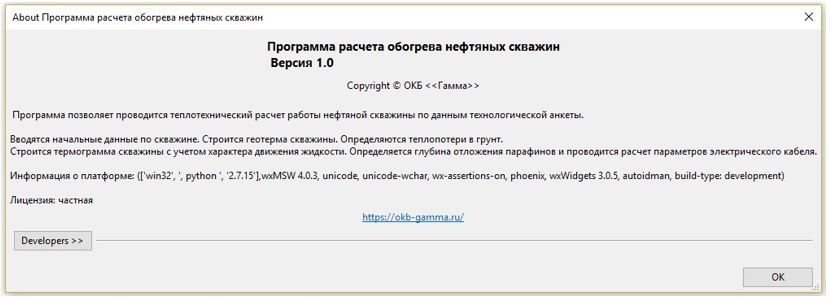 About Программа расчета обогрева нефтяных скважин
Программа расчета обогрева нефтяных скважин
Версия 1.0
Copyright © ОКБ <<Гамма>>
Программа позволяет проводится теплотехнический расчет работы нефтяной скважины по данным технологической анкеты.
Вводятся начальные данные по скважине. Строится геотерма скважины. Определяются теплопотери в грунт.
Строится термограмма скважины с учетом характера движения жидкости. Определяется глубина отложения парафинов и проводится расчет параметров электрического кабеля.
Информация о платформе: (['win32', ', python ', '2.7.15'],wxMSW 4.0.3, unicode, unicode-wchar, wx-assertions-on, phoenix, wxWidgets 3.0.5, autoidman, build-type: development)
Лицензия: частная
https://okb-gamma.ru/
Developers >>
OK